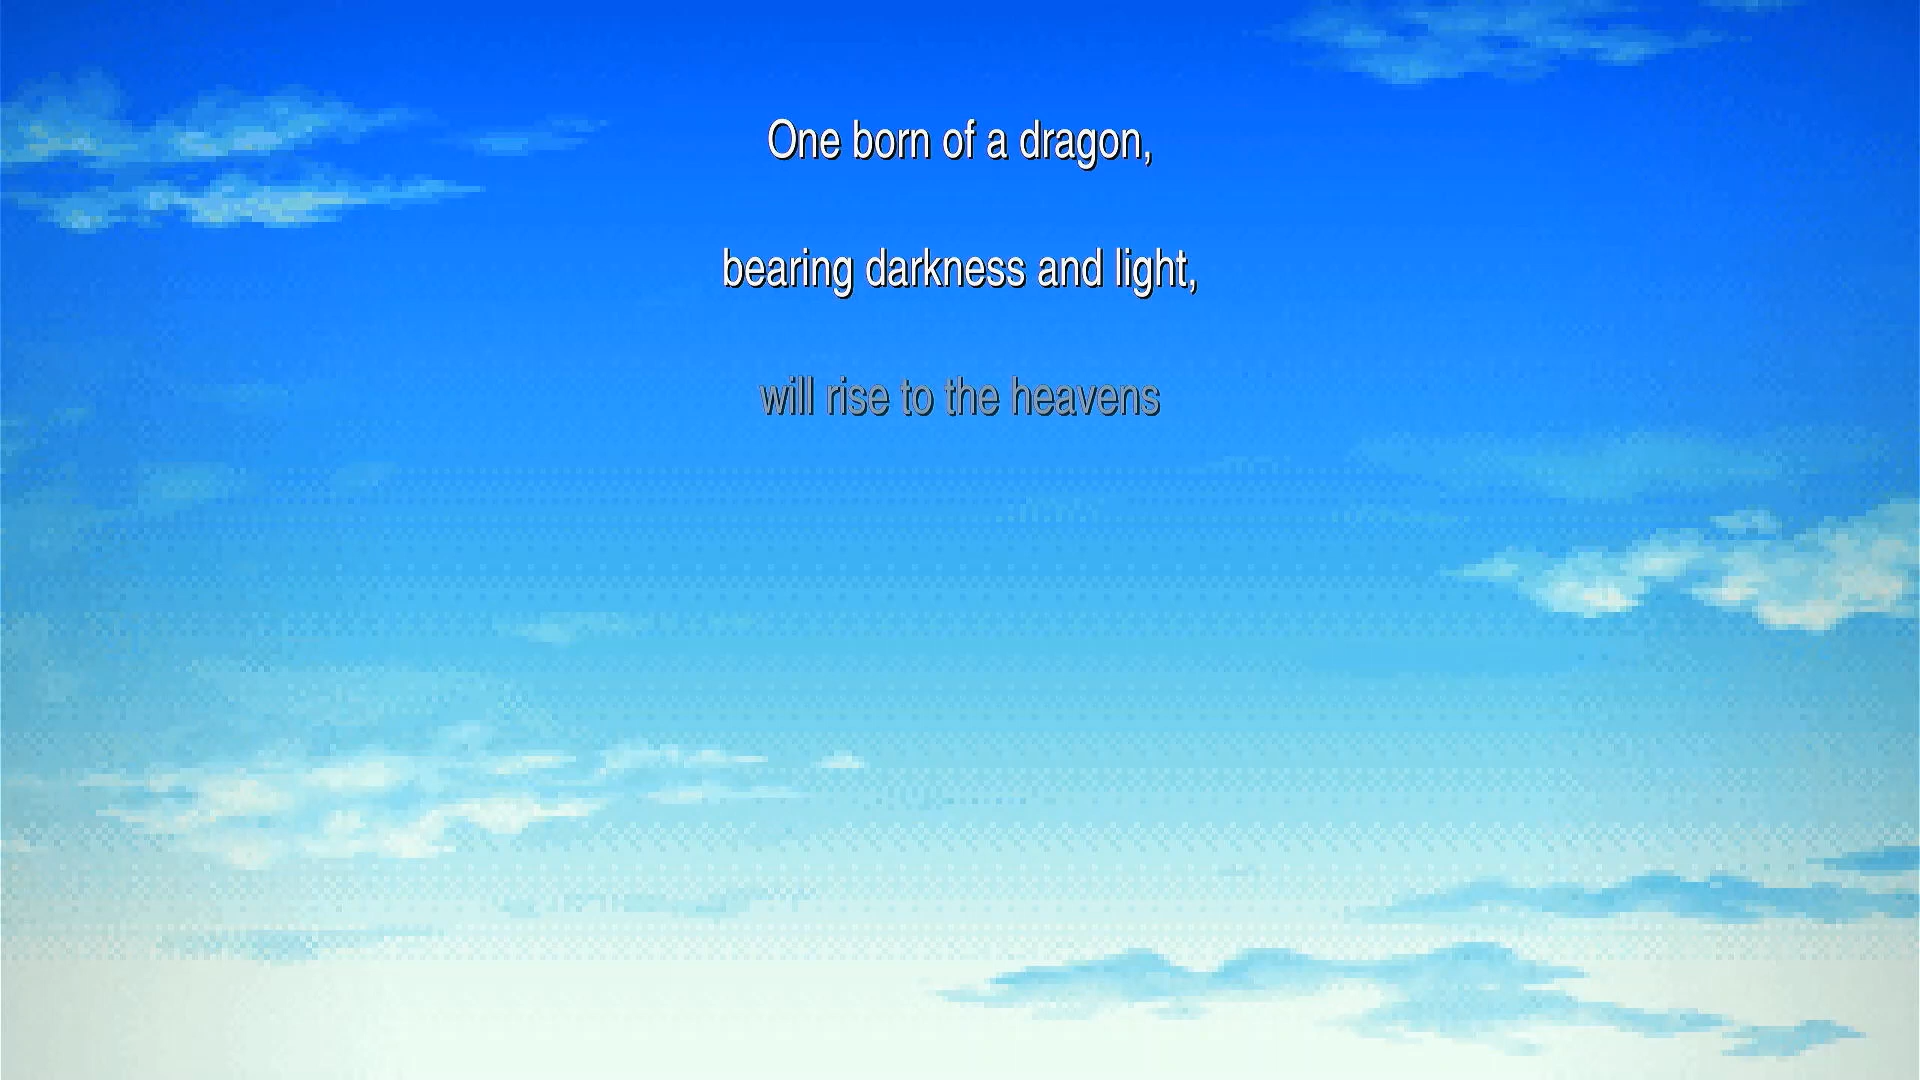 One born of a dragon,
bearing darkness and light,
will rise to the heavens